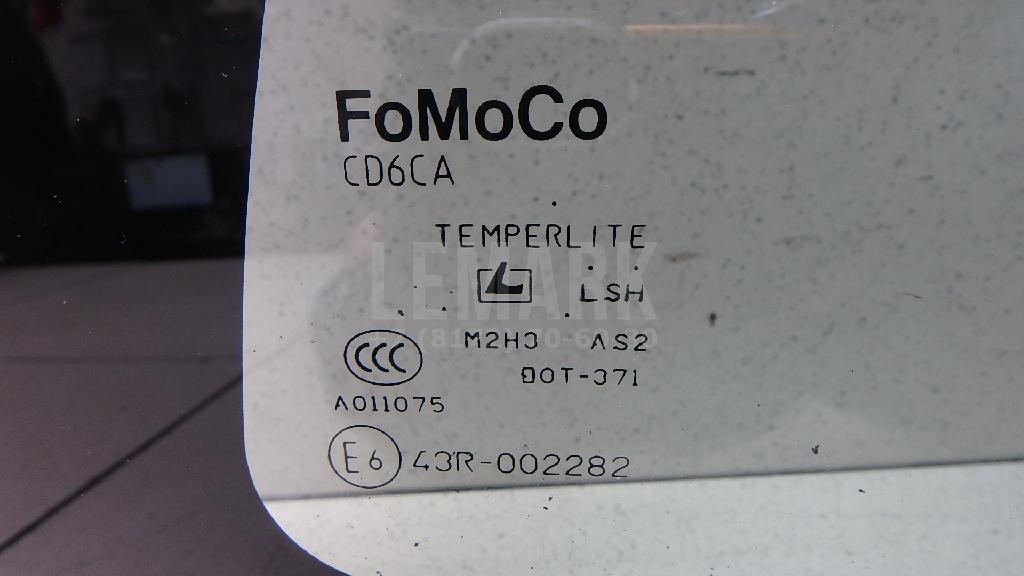 FoMoCo
CD6CA
TEMPERLITE
LEMARK
LSH
M2H3 AS2
CCC
DOT-371
A011075
E6 43R-002282